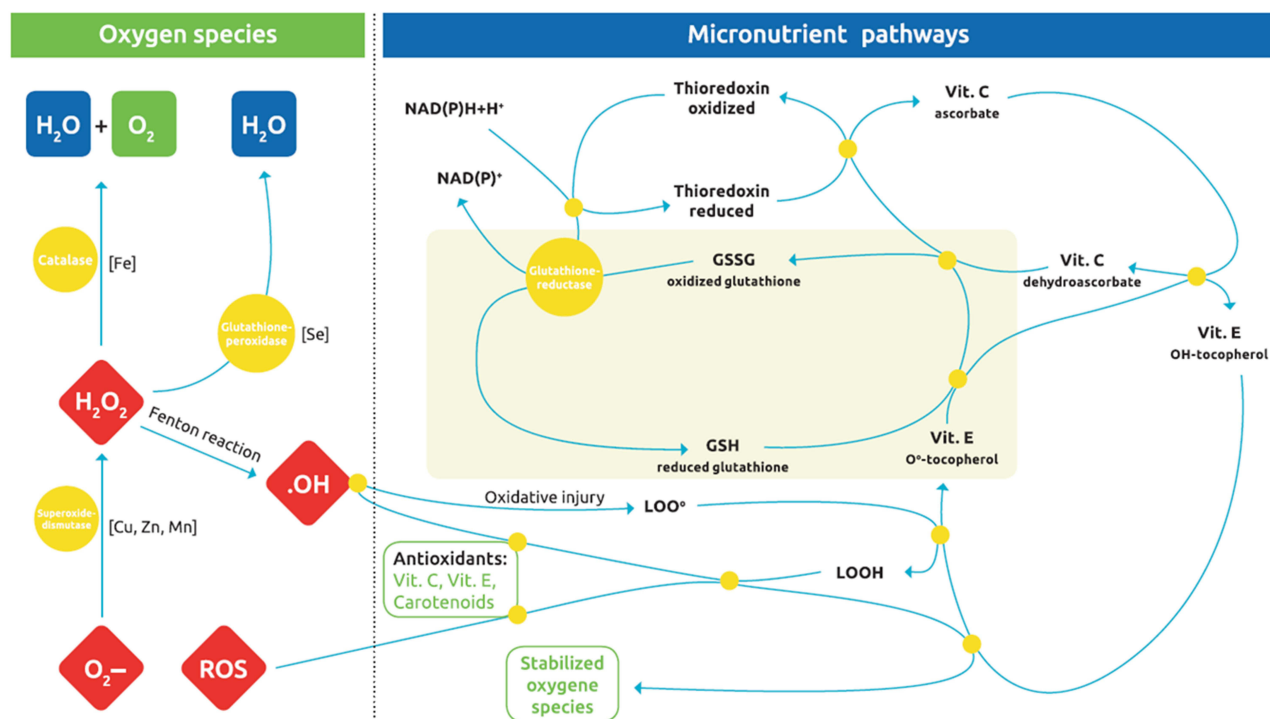 Oxygen species
Micronutrient pathways
H₂O + O₂
H₂O
Catalase
[Fe]
Glutathione-
peroxidase
[Se]
H₂O₂
Fenton reaction
.OH
Superoxide-
dismutase
[Cu, Zn, Mn]
O₂−
ROS
NAD(P)H+H⁺
NAD(P)⁺
Thioredoxin
oxidized
Thioredoxin
reduced
Vit. C
ascorbate
Glutathione-
reductase
GSSG
oxidized glutathione
Vit. C
dehydroascorbate
Vit. E
OH-tocopherol
GSH
reduced glutathione
Vit. E
Oº-tocopherol
Oxidative injury
LOOº
LOOH
Antioxidants:
Vit. C, Vit. E,
Carotenoids
Stabilized
oxygene
species